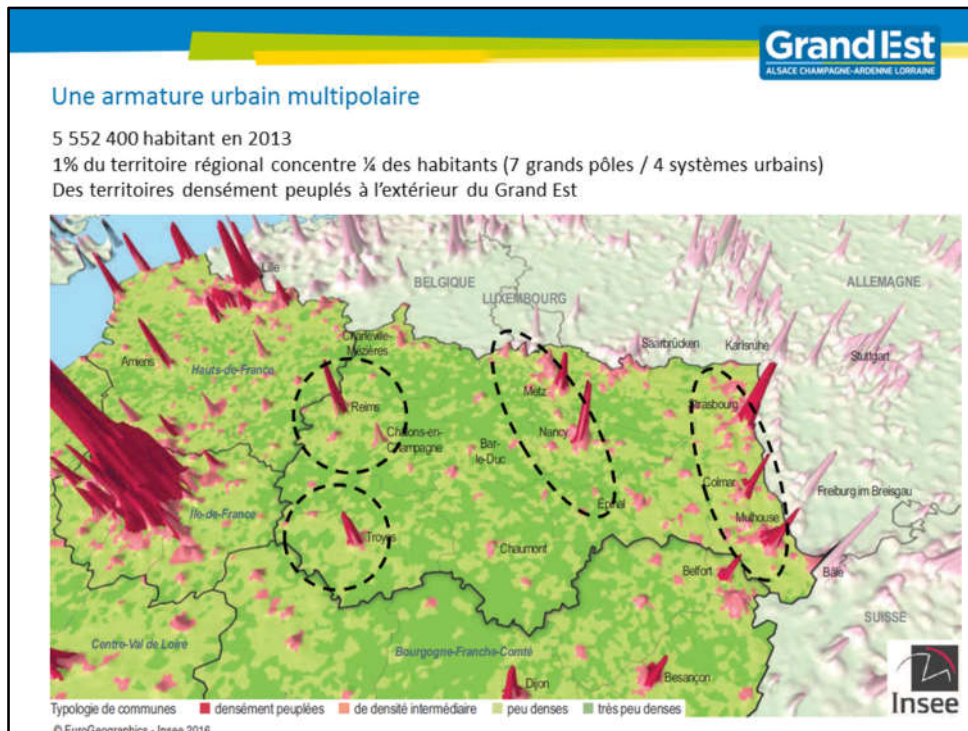 Grand Est
ALSACE CHAMPAGNE-ARDENNE LORRAINE
Une armature urbain multipolaire
5 552 400 habitant en 2013
1% du territoire régional concentre ¼ des habitants (7 grands pôles / 4 systèmes urbains)
Des territoires densément peuplés à l'extérieur du Grand Est
Lille
BELGIQUE
LUXEMBOURG
ALLEMAGNE
Amiens
Hauts-de-France
Charleville-
Mézières
Saarbrücken
Karlsruhe
Stuttgart
Reims
Metz
Strasbourg
Châlons-en-
Champagne
Bar-
le-Duc
Nancy
Colmar
Freiburg im Breisgau
Île-de-France
Troyes
Epinal
Mulhouse
Chaumont
Belfort
Bâle
SUISSE
Centre-Val de Loire
Bourgogne-Franche-Comté
Dijon
Besançon
Insee
Typologie de communes
densément peuplées
de densité intermédiaire
peu denses
très peu denses
© EuroGeographics - Insee 2016